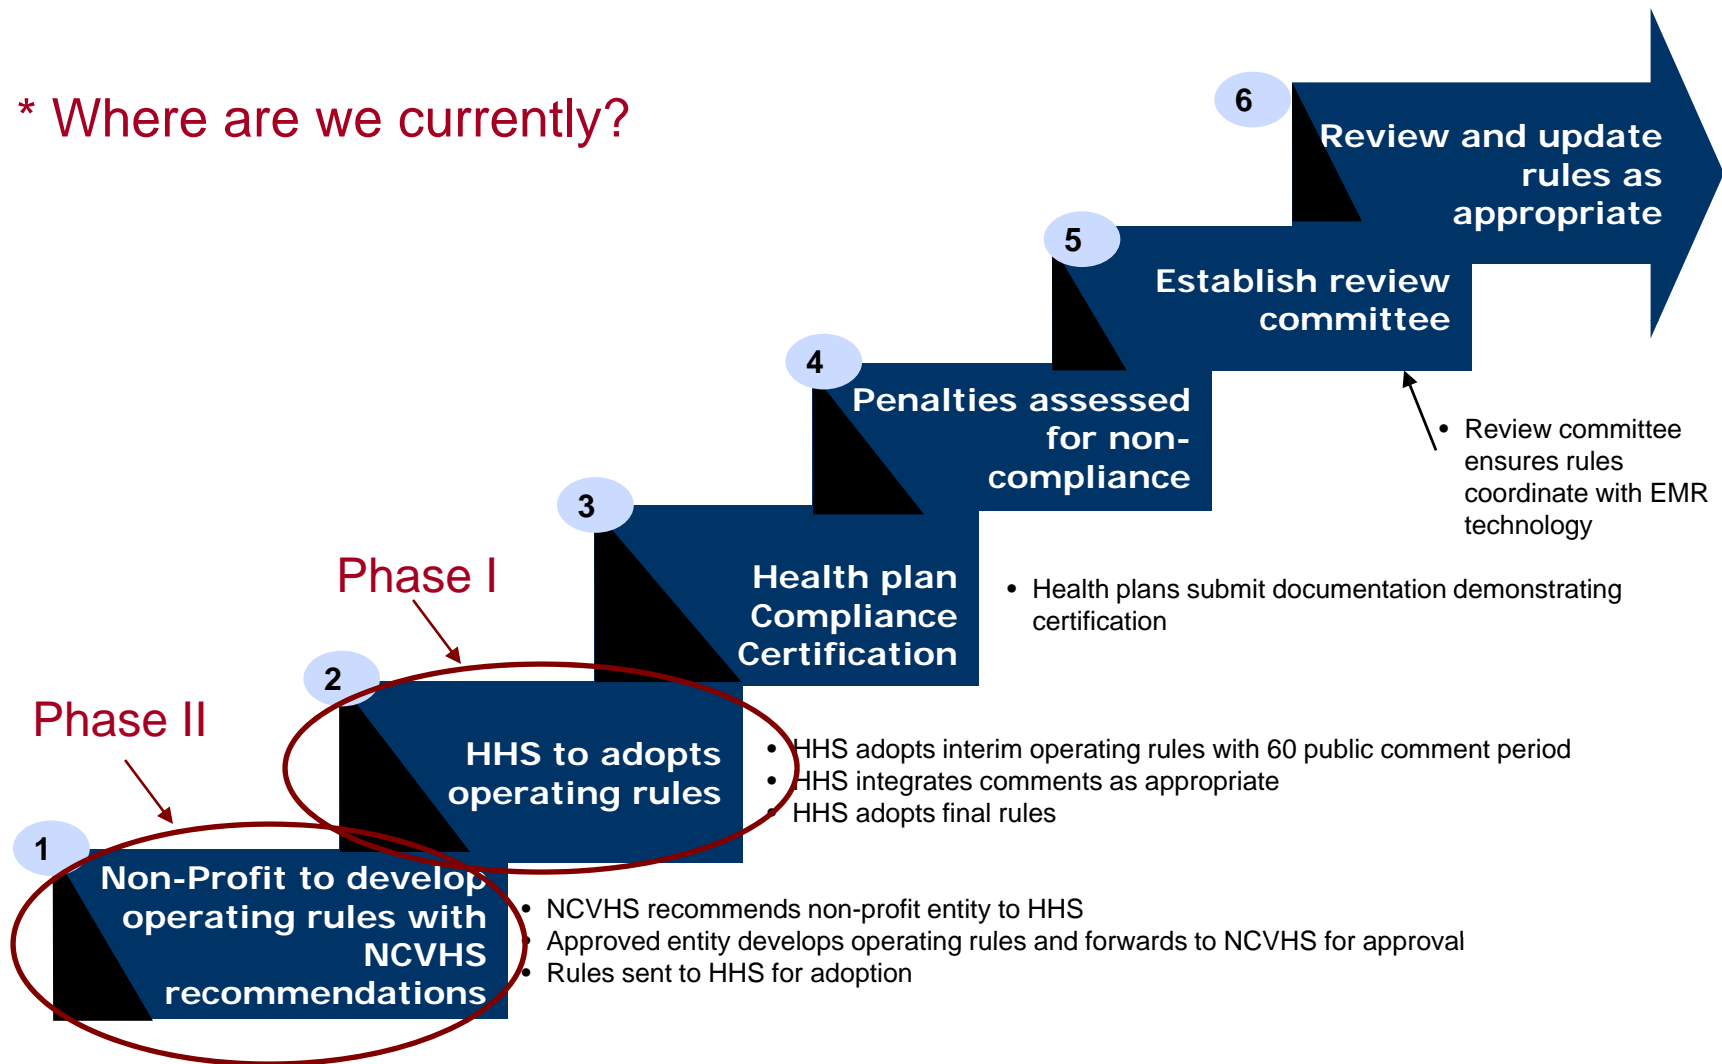 * Where are we currently?
6
Review and update
rules as
appropriate
5
Establish review
committee
• Review committee
ensures rules
coordinate with EMR
technology
4
Penalties assessed
for non-
compliance
3
Health plan
Compliance
Certification
• Health plans submit documentation demonstrating
certification
Phase I
2
HHS to adopts
operating rules
• HHS adopts interim operating rules with 60 public comment period
• HHS integrates comments as appropriate
• HHS adopts final rules
Phase II
1
Non-Profit to develop
operating rules with
NCVHS
recommendations
• NCVHS recommends non-profit entity to HHS
• Approved entity develops operating rules and forwards to NCVHS for approval
• Rules sent to HHS for adoption